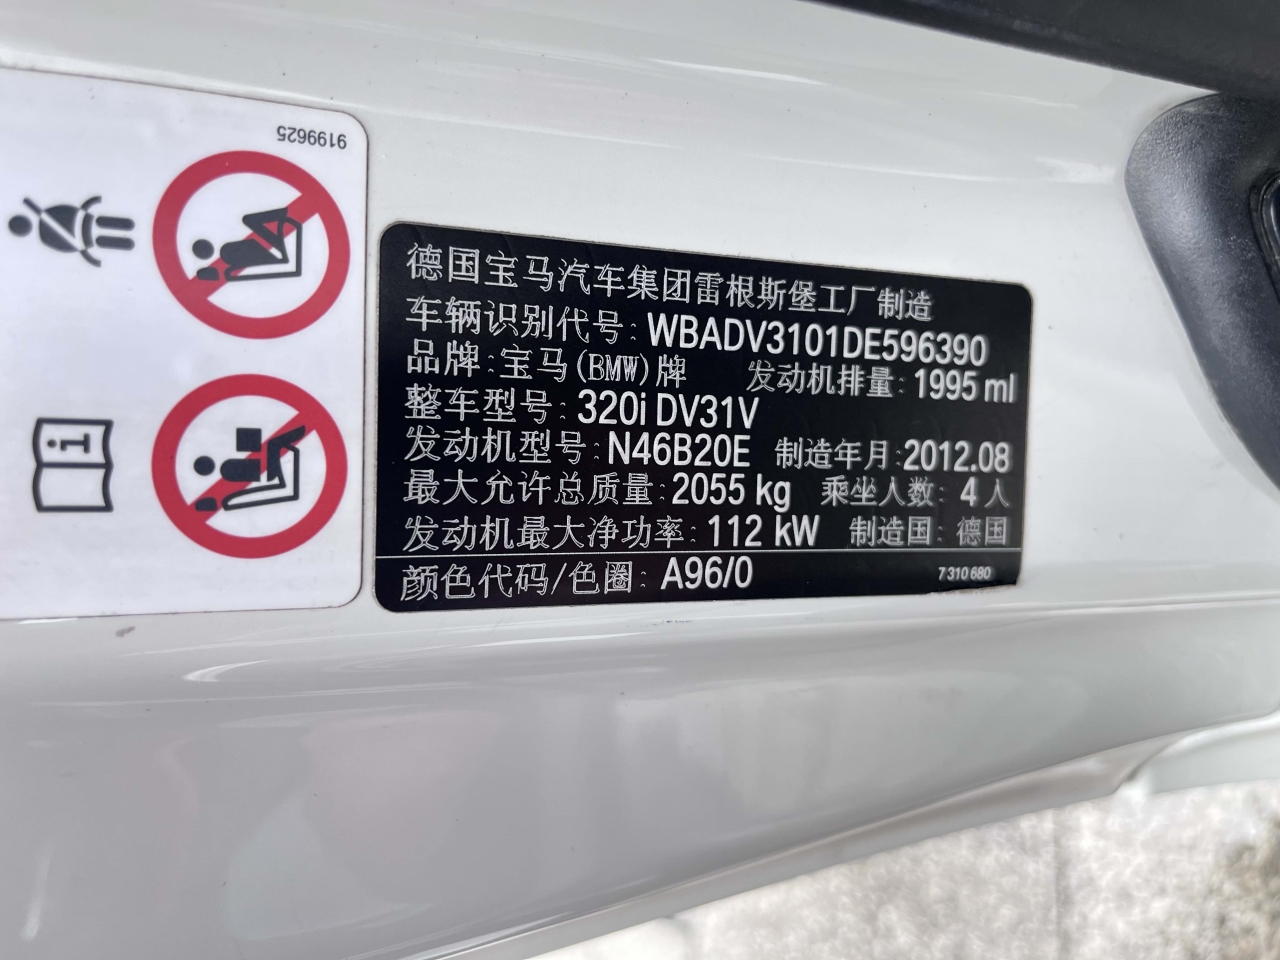 9199625
德国宝马汽车集团雷根斯堡工厂制造
车辆识别代号: WBADV3101DE596390
品牌: 宝马(BMW)牌 发动机排量: 1995 ml
整车型号: 320i DV31V
发动机型号: N46B20E 制造年月:2012.08
最大允许总质量: 2055 kg 乘坐人数: 4 人
发动机最大净功率: 112 kW 制造国: 德国
颜色代码/色圈: A96/0 7 310 680